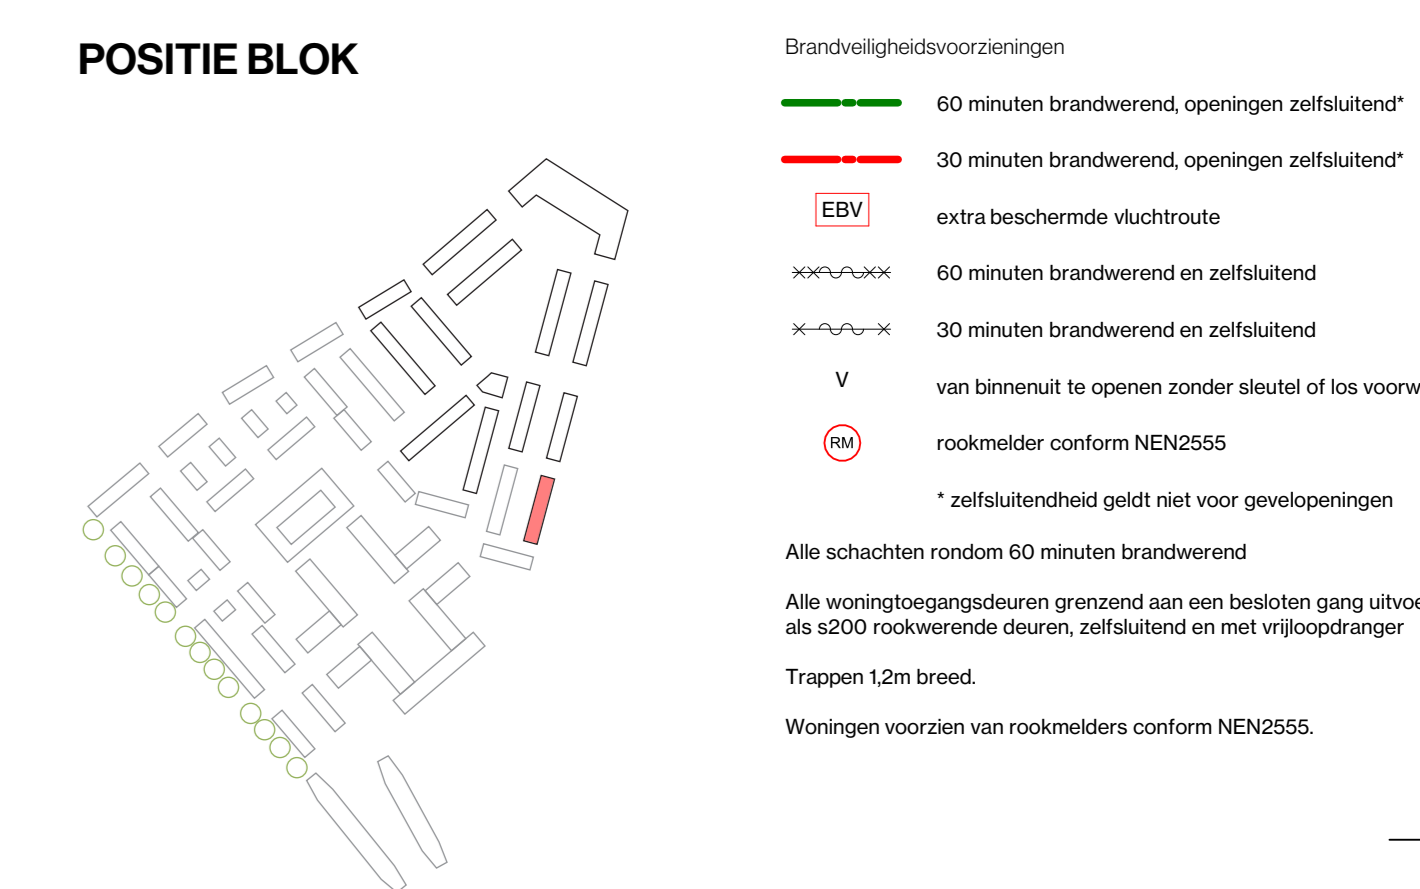 POSITIE BLOK
Brandveiligheidsvoorzieningen
60 minuten brandwerend, openingen zelfsluitend*
30 minuten brandwerend, openingen zelfsluitend*
EBV extra beschermde vluchtroute
60 minuten brandwerend en zelfsluitend
30 minuten brandwerend en zelfsluitend
V van binnenuit te openen zonder sleutel of los voorw
RM rookmelder conform NEN2555
* zelfsluitendheid geldt niet voor gevelopeningen
Alle schachten rondom 60 minuten brandwerend
Alle woningtoegangsdeuren grenzend aan een besloten gang uitvoe
als s200 rookwerende deuren, zelfsluitend en met vrijloopdranger
Trappen 1,2m breed.
Woningen voorzien van rookmelders conform NEN2555.